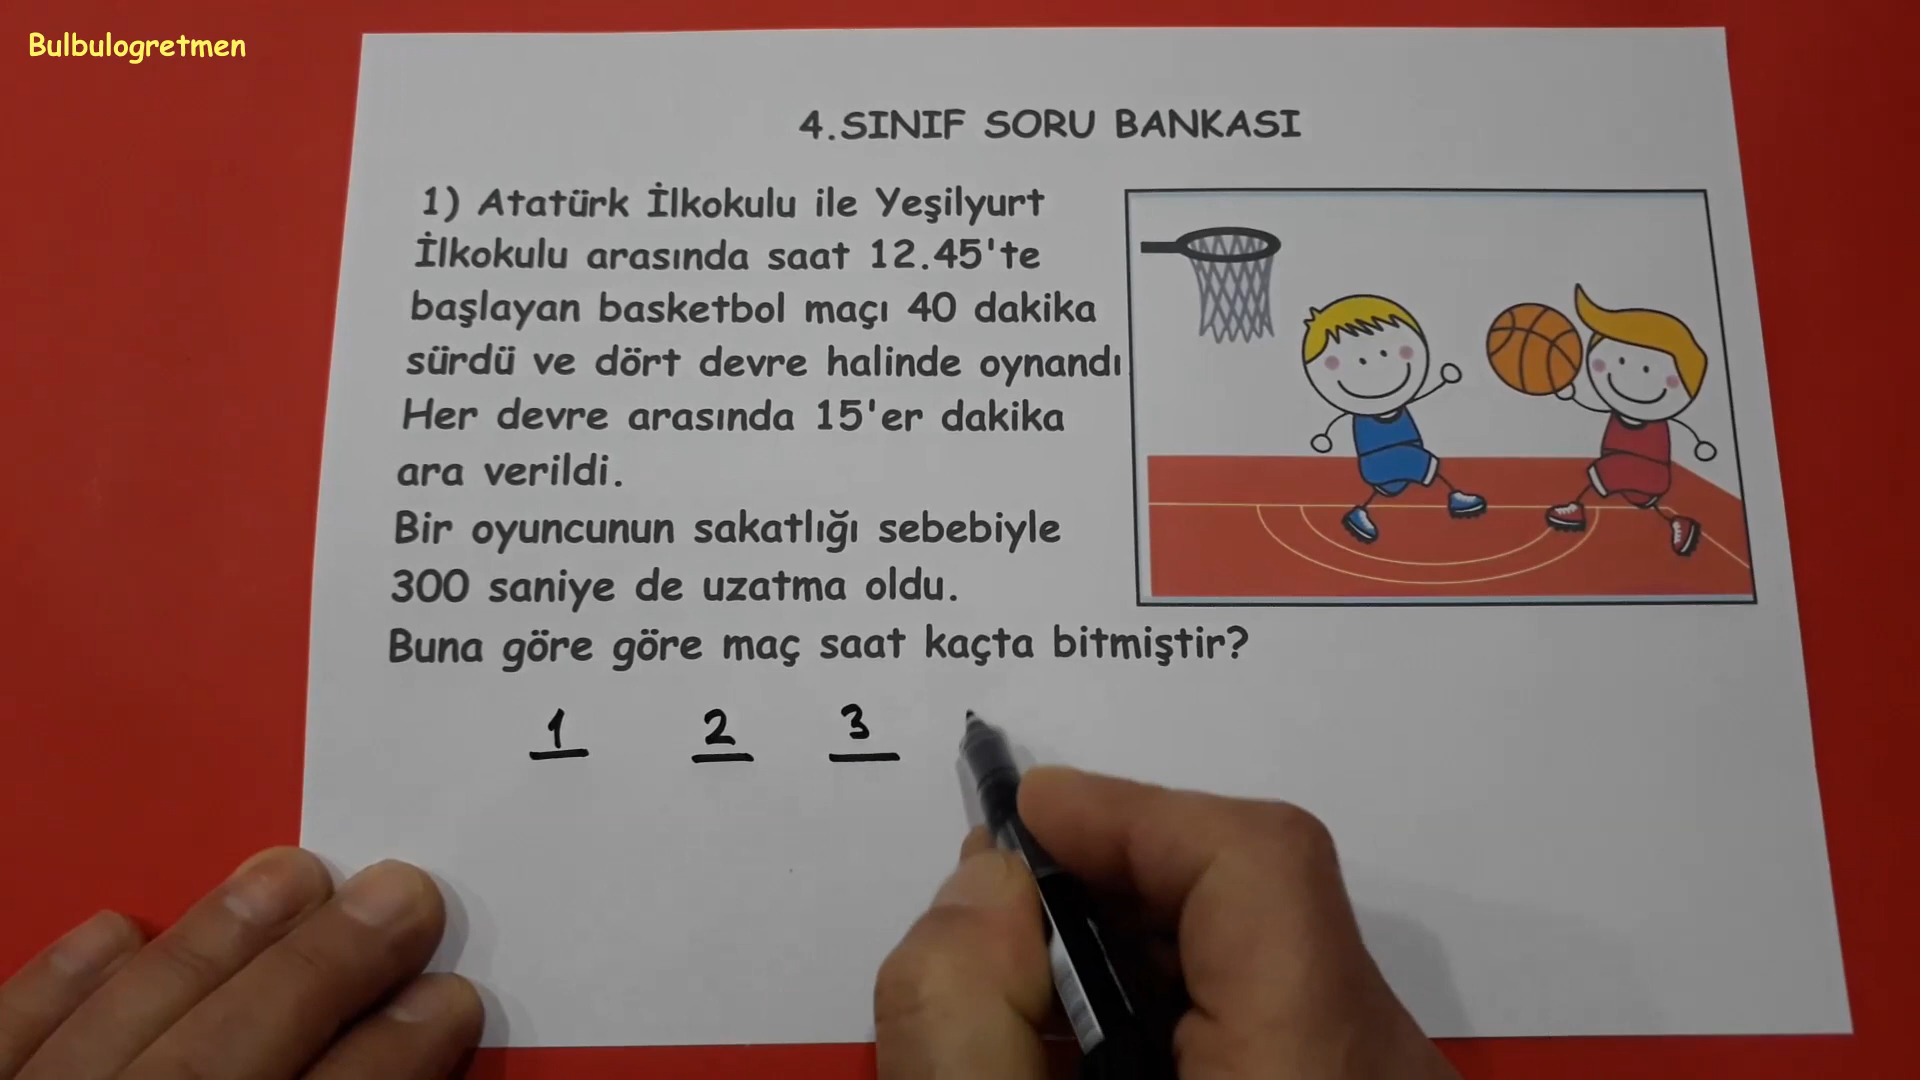 Bulbulogretmen
4.SINIF SORU BANKASI
1) Atatürk İlkokulu ile Yeşilyurt
İlkokulu arasında saat 12.45'te
başlayan basketbol maçı 40 dakika
sürdü ve dört devre halinde oynandı
Her devre arasında 15'er dakika
ara verildi.
Bir oyuncunun sakatlığı sebebiyle
300 saniye de uzatma oldu.
Buna göre göre maç saat kaçta bitmiştir?
1 2 3